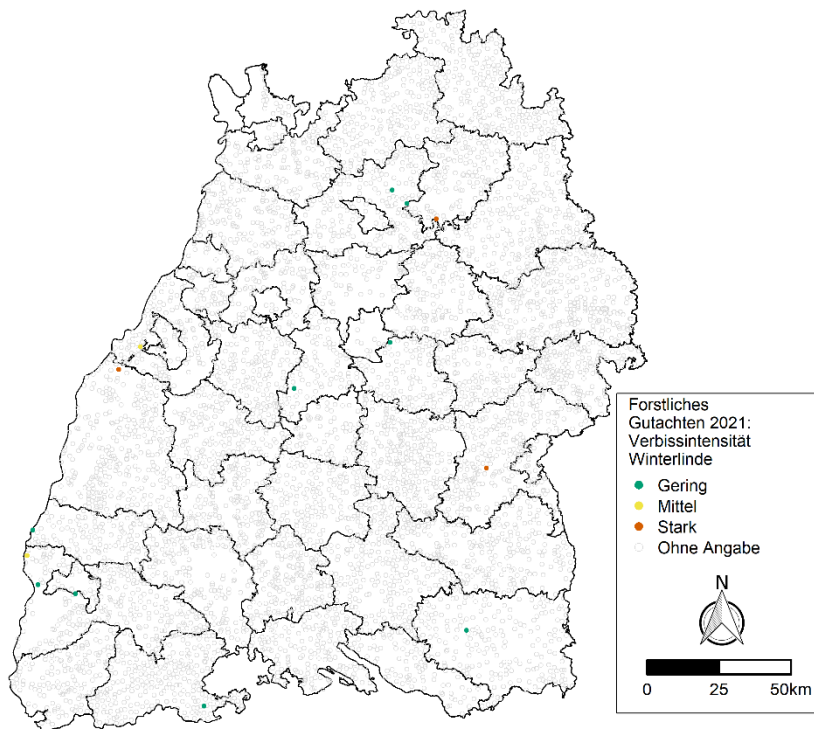 Forstliches
Gutachten 2021:
Verbissintensität
Winterlinde
Gering
Mittel
Stark
Ohne Angabe
N
0 25 50km